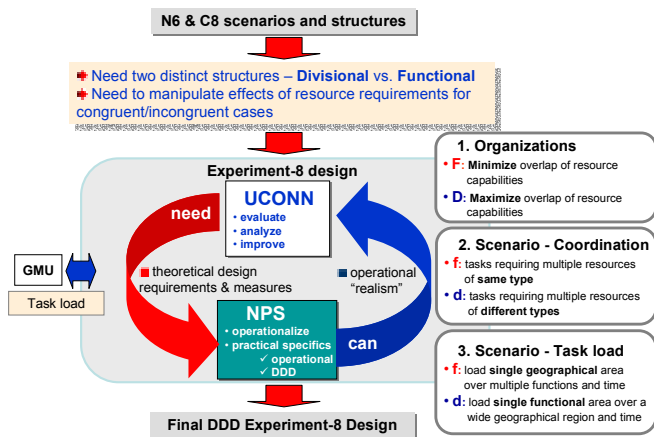 N6 & C8 scenarios and structures
Need two distinct structures – Divisional vs. Functional
Need to manipulate effects of resource requirements for
congruent/incongruent cases
Experiment-8 design
UCONN
• evaluate
• analyze
• improve
need
GMU
Task load
theoretical design
requirements & measures
operational
“realism”
NPS
• operationalize
• practical specifics
✓ operational
✓ DDD
can
Final DDD Experiment-8 Design
1. Organizations
• F: Minimize overlap of resource
capabilities
• D: Maximize overlap of resource
capabilities
2. Scenario - Coordination
• f: tasks requiring multiple resources
of same type
• d: tasks requiring multiple resources
of different types
3. Scenario - Task load
• f: load single geographical area
over multiple functions and time
• d: load single functional area over a
wide geographical region and time